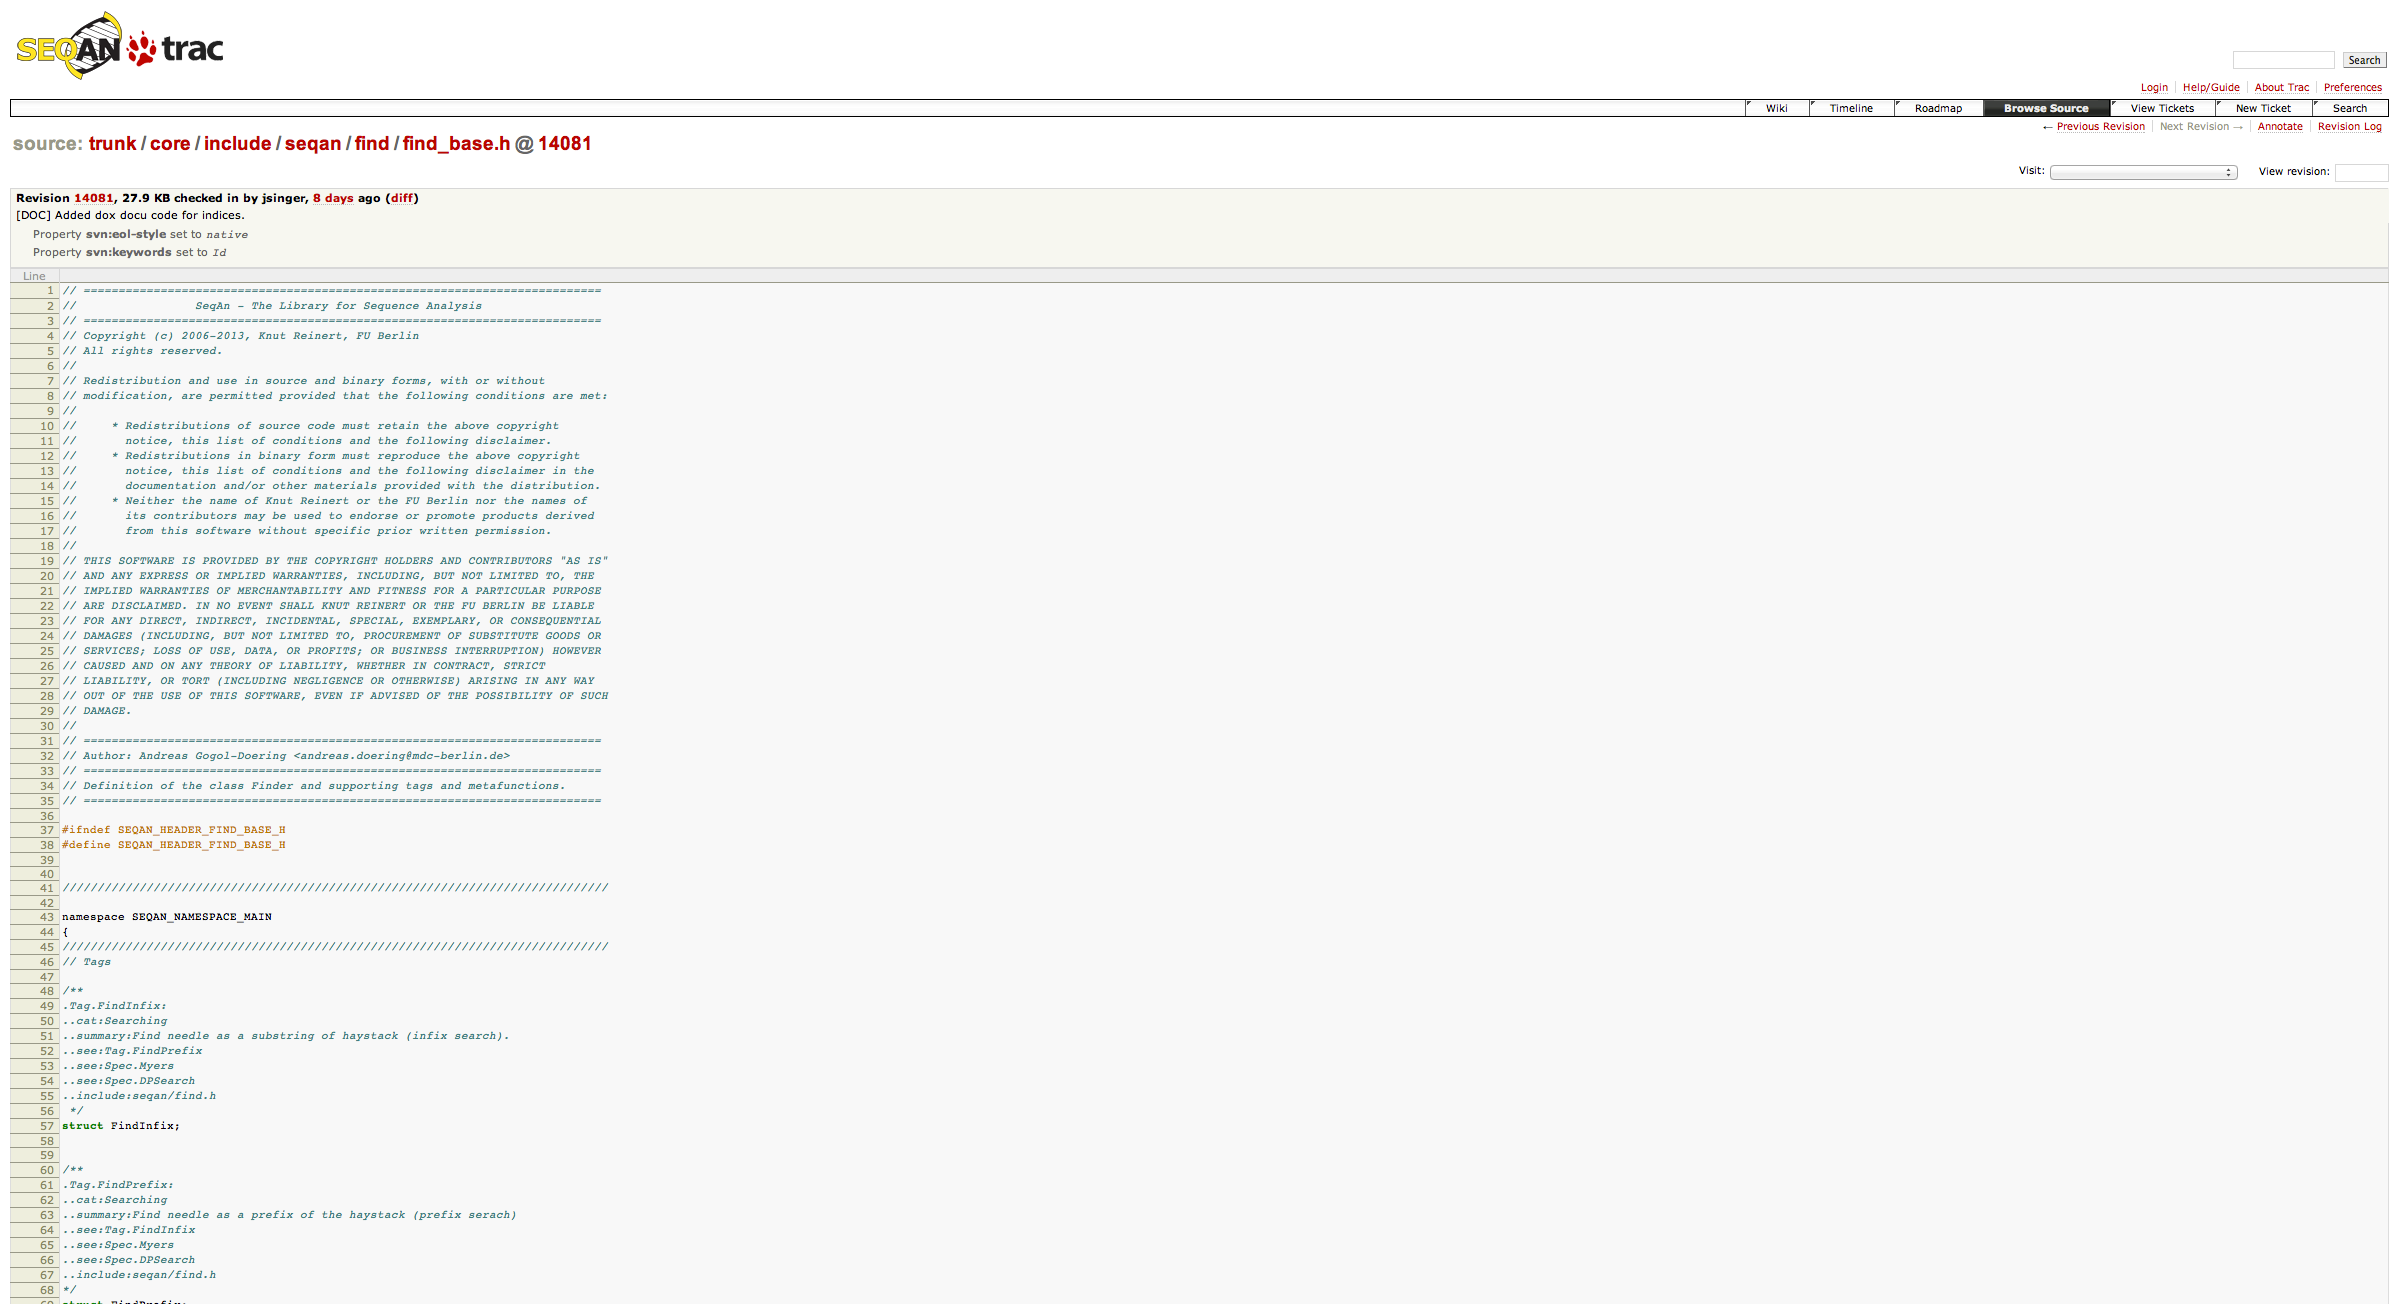 SEQAN trac
Search
Login Help/Guide About Trac Preferences
Wiki Timeline Roadmap Browse Source View Tickets New Ticket Search
← Previous Revision Next Revision → Annotate Revision Log
source: trunk / core / include / seqan / find / find_base.h @ 14081
Visit: View revision:
Revision 14081, 27.9 KB checked in by jsinger, 8 days ago (diff)
[DOC] Added dox docu code for indices.
Property svn:eol-style set to native
Property svn:keywords set to Id
Line
1 // ==========================================================================
2 //                 SeqAn - The Library for Sequence Analysis
3 // ==========================================================================
4 // Copyright (c) 2006-2013, Knut Reinert, FU Berlin
5 // All rights reserved.
6 //
7 // Redistribution and use in source and binary forms, with or without
8 // modification, are permitted provided that the following conditions are met:
9 //
10 //     * Redistributions of source code must retain the above copyright
11 //       notice, this list of conditions and the following disclaimer.
12 //     * Redistributions in binary form must reproduce the above copyright
13 //       notice, this list of conditions and the following disclaimer in the
14 //       documentation and/or other materials provided with the distribution.
15 //     * Neither the name of Knut Reinert or the FU Berlin nor the names of
16 //       its contributors may be used to endorse or promote products derived
17 //       from this software without specific prior written permission.
18 //
19 // THIS SOFTWARE IS PROVIDED BY THE COPYRIGHT HOLDERS AND CONTRIBUTORS "AS IS"
20 // AND ANY EXPRESS OR IMPLIED WARRANTIES, INCLUDING, BUT NOT LIMITED TO, THE
21 // IMPLIED WARRANTIES OF MERCHANTABILITY AND FITNESS FOR A PARTICULAR PURPOSE
22 // ARE DISCLAIMED. IN NO EVENT SHALL KNUT REINERT OR THE FU BERLIN BE LIABLE
23 // FOR ANY DIRECT, INDIRECT, INCIDENTAL, SPECIAL, EXEMPLARY, OR CONSEQUENTIAL
24 // DAMAGES (INCLUDING, BUT NOT LIMITED TO, PROCUREMENT OF SUBSTITUTE GOODS OR
25 // SERVICES; LOSS OF USE, DATA, OR PROFITS; OR BUSINESS INTERRUPTION) HOWEVER
26 // CAUSED AND ON ANY THEORY OF LIABILITY, WHETHER IN CONTRACT, STRICT
27 // LIABILITY, OR TORT (INCLUDING NEGLIGENCE OR OTHERWISE) ARISING IN ANY WAY
28 // OUT OF THE USE OF THIS SOFTWARE, EVEN IF ADVISED OF THE POSSIBILITY OF SUCH
29 // DAMAGE.
30 //
31 // ==========================================================================
32 // Author: Andreas Gogol-Doering <andreas.doering@mdc-berlin.de>
33 // ==========================================================================
34 // Definition of the class Finder and supporting tags and metafunctions.
35 // ==========================================================================
36
37 #ifndef SEQAN_HEADER_FIND_BASE_H
38 #define SEQAN_HEADER_FIND_BASE_H
39
40
41 //////////////////////////////////////////////////////////////////////////////
42
43 namespace SEQAN_NAMESPACE_MAIN
44 {
45 //////////////////////////////////////////////////////////////////////////////
46 // Tags
47
48 /**
49 .Tag.FindInfix:
50 ..cat:Searching
51 ..summary:Find needle as a substring of haystack (infix search).
52 ..see:Tag.FindPrefix
53 ..see:Spec.Myers
54 ..see:Spec.DPSearch
55 ..include:seqan/find.h
56  */
57 struct FindInfix;
58
59
60 /**
61 .Tag.FindPrefix:
62 ..cat:Searching
63 ..summary:Find needle as a prefix of the haystack (prefix serach)
64 ..see:Tag.FindInfix
65 ..see:Spec.Myers
66 ..see:Spec.DPSearch
67 ..include:seqan/find.h
68 */
69 struct FindPrefix;